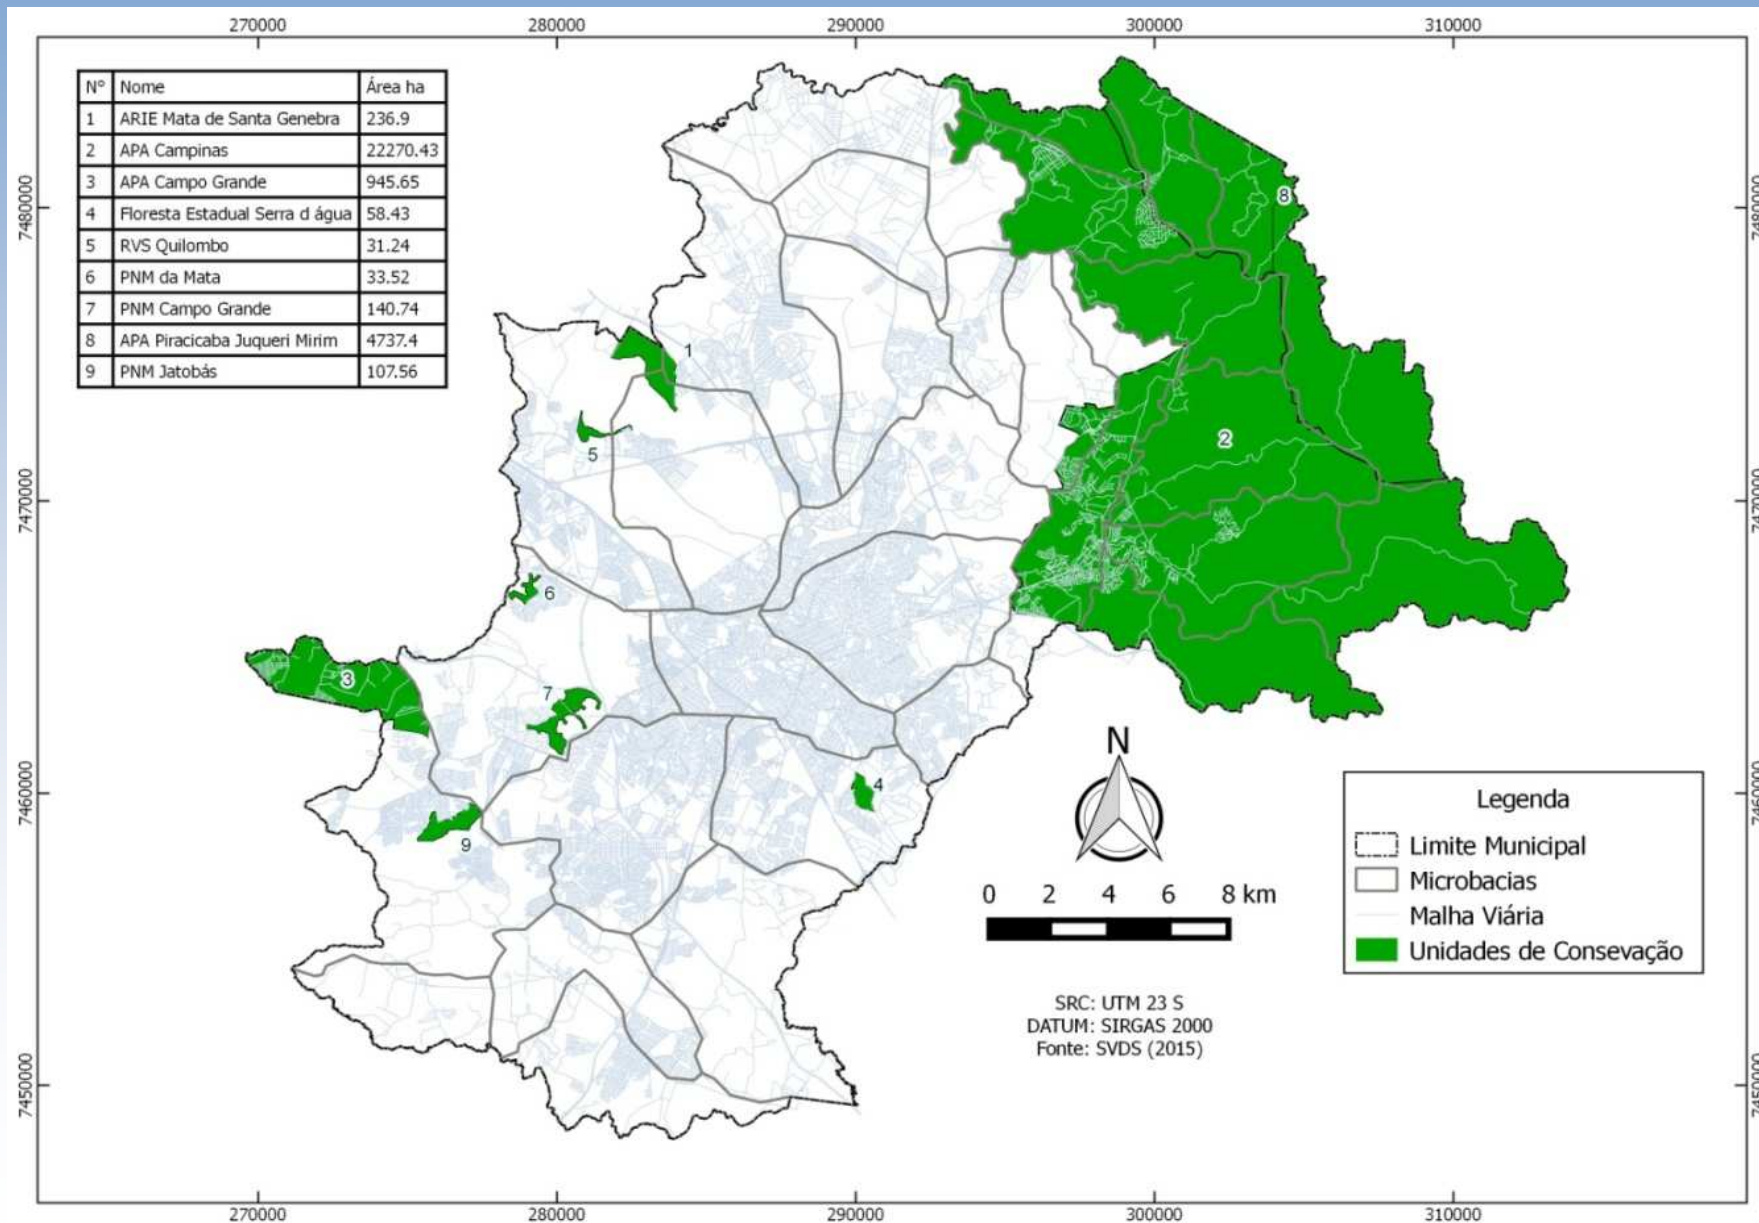 270000 280000 290000 300000 310000
Nº Nome Área ha
1 ARIE Mata de Santa Genebra 236.9
2 APA Campinas 22270.43
3 APA Campo Grande 945.65
4 Floresta Estadual Serra d água 58.43
5 RVS Quilombo 31.24
6 PNM da Mata 33.52
7 PNM Campo Grande 140.74
8 APA Piracicaba Juqueri Mirim 4737.4
9 PNM Jatobás 107.56
7480000 8 7480000
1
2
5
7470000 7470000
6
3
7
N
4
7460000 7460000
9
Legenda
Limite Municipal
Microbacias
Malha Viária
Unidades de Consevação
0 2 4 6 8 km
SRC: UTM 23 S
DATUM: SIRGAS 2000
Fonte: SVDS (2015)
7450000 7450000
270000 280000 290000 300000 310000